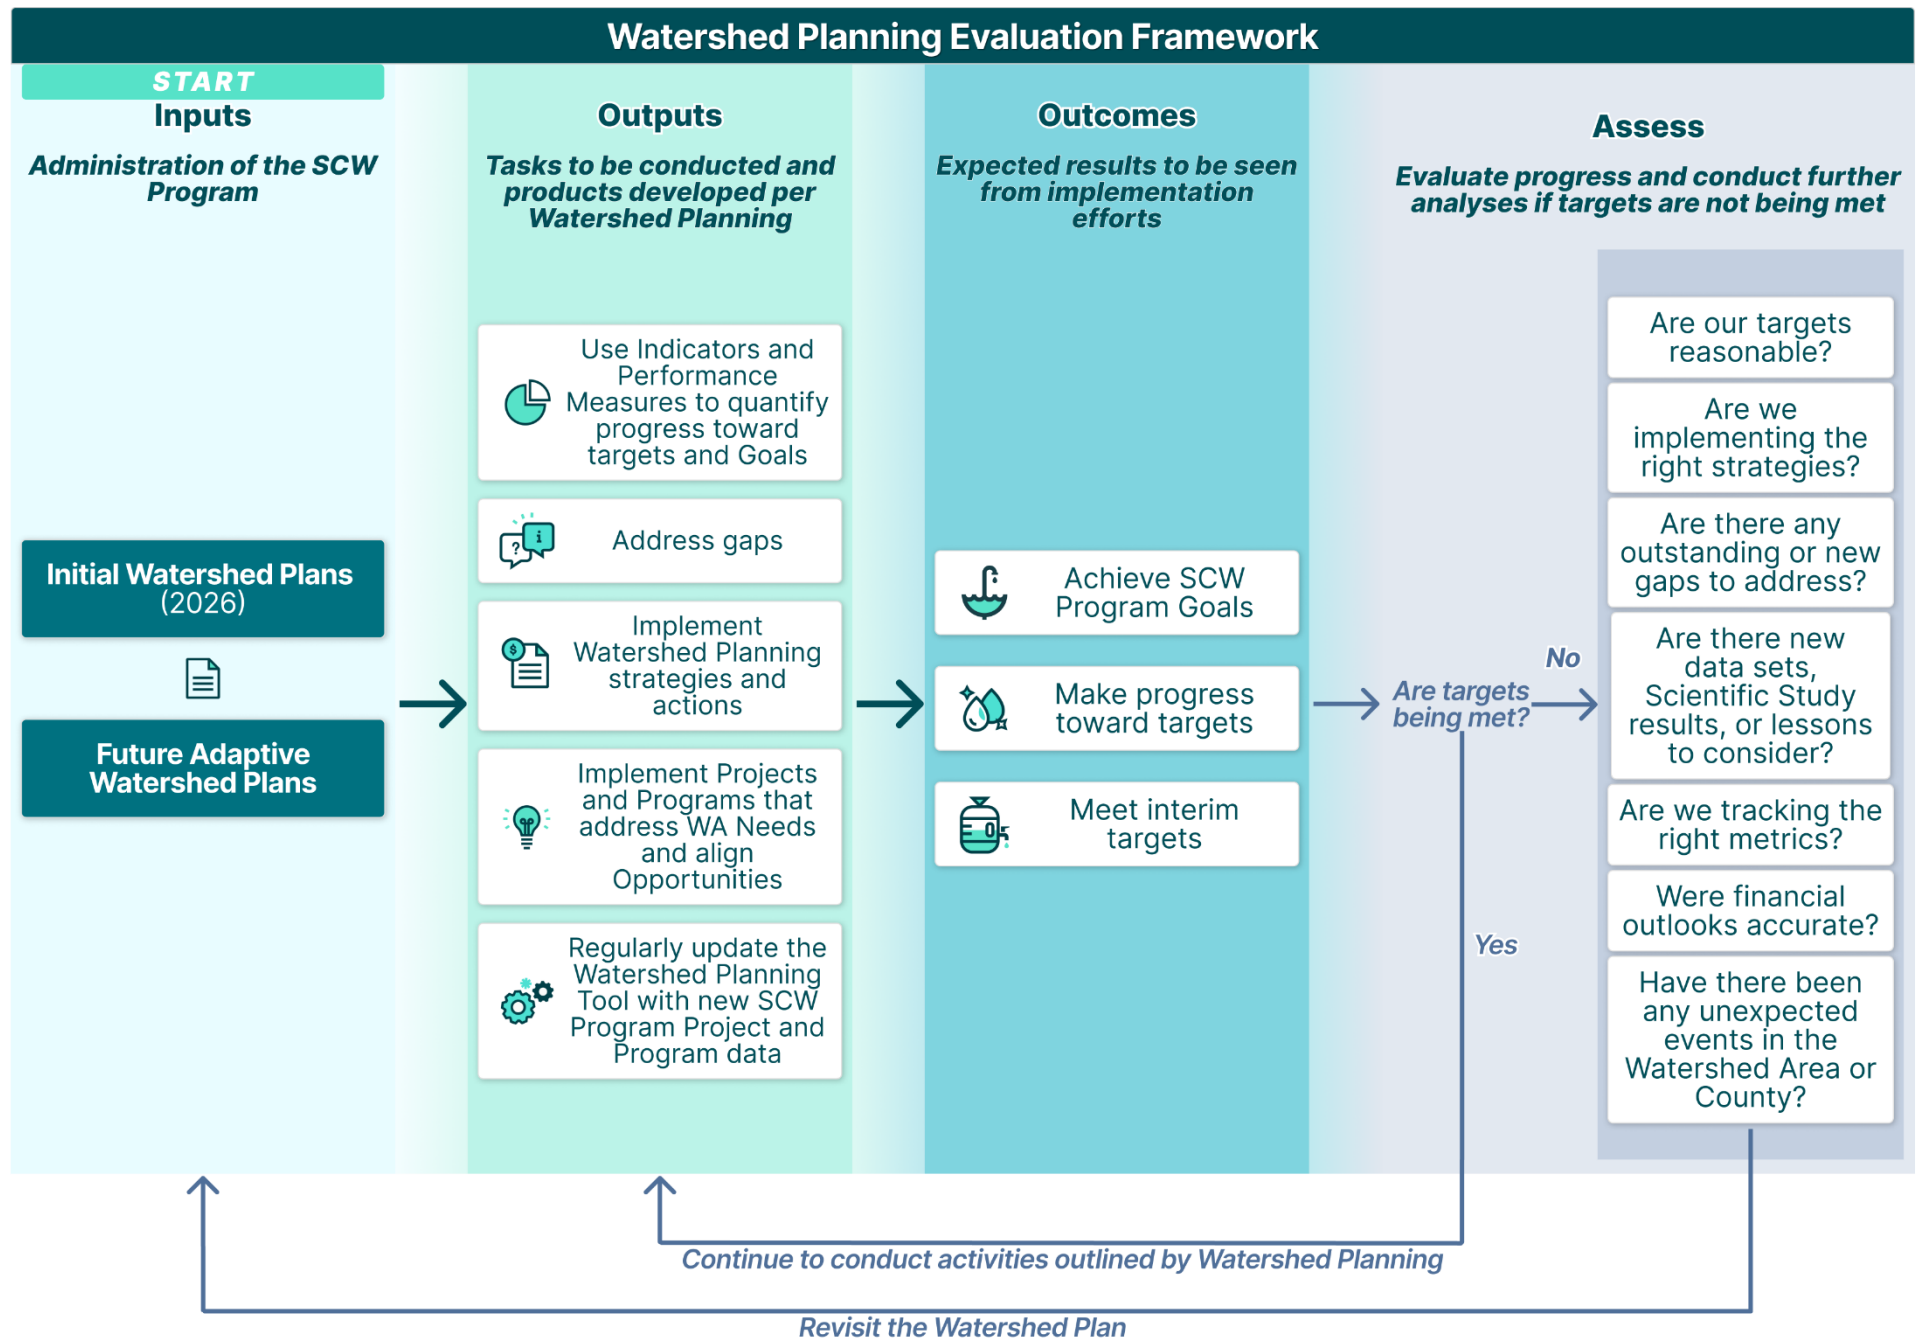 Watershed Planning Evaluation Framework
START
Inputs
Administration of the SCW
Program
Initial Watershed Plans
(2026)
Future Adaptive
Watershed Plans
Outputs
Tasks to be conducted and
products developed per
Watershed Planning
Use Indicators and
Performance
Measures to quantify
progress toward
targets and Goals
?
i
Address gaps
$
Implement
Watershed Planning
strategies and
actions
Implement Projects
and Programs that
address WA Needs
and align
Opportunities
Regularly update the
Watershed Planning
Tool with new SCW
Program Project and
Program data
Outcomes
Expected results to be seen
from implementation
efforts
Achieve SCW
Program Goals
Make progress
toward targets
Meet interim
targets
Assess
Evaluate progress and conduct further
analyses if targets are not being met
Are targets
being met?
No
Yes
Are our targets
reasonable?
Are we
implementing the
right strategies?
Are there any
outstanding or new
gaps to address?
Are there new
data sets,
Scientific Study
results, or lessons
to consider?
Are we tracking the
right metrics?
Were financial
outlooks accurate?
Have there been
any unexpected
events in the
Watershed Area or
County?
Continue to conduct activities outlined by Watershed Planning
Revisit the Watershed Plan